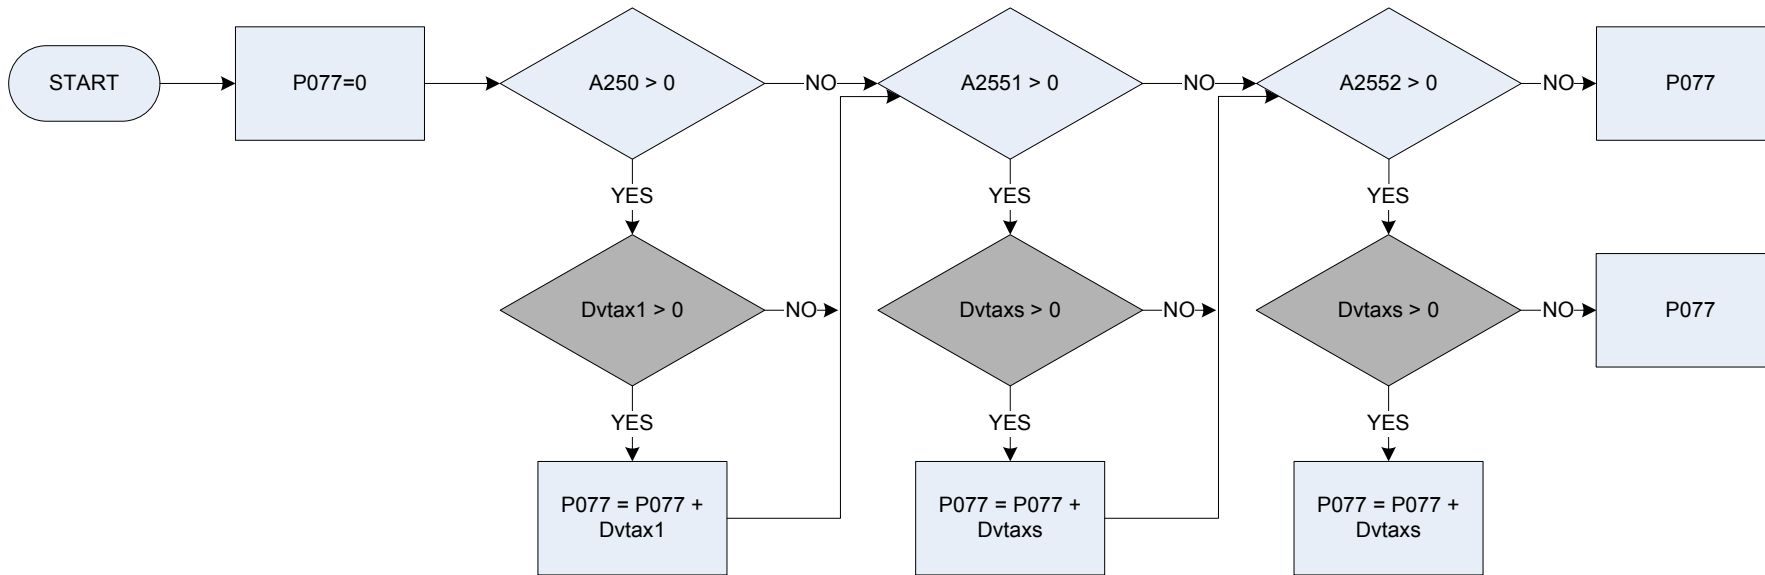 START
P077=0
A250 > 0
NO
A2551 > 0
NO
A2552 > 0
NO
P077
YES
YES
YES
Dvtax1 > 0
NO
Dvtaxs > 0
NO
Dvtaxs > 0
NO
P077
YES
YES
YES
P077 = P077 +
Dvtax1
P077 = P077 +
Dvtaxs
P077 = P077 +
Dvtaxs